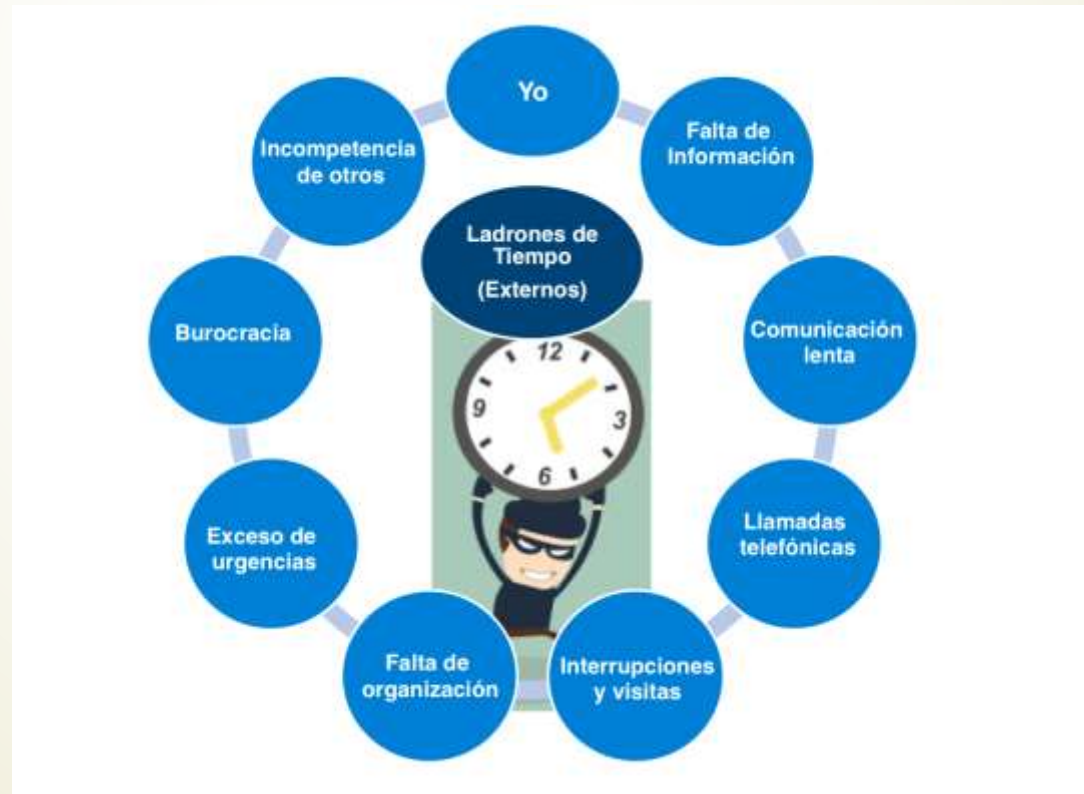 Yo
Falta de
Información
Comunicación
lenta
Llamadas
telefónicas
Interrupciones
y visitas
Falta de
organización
Exceso de
urgencias
Burocracia
Incompetencia
de otros
Ladrones de
Tiempo
(Externos)
12
3
6
9